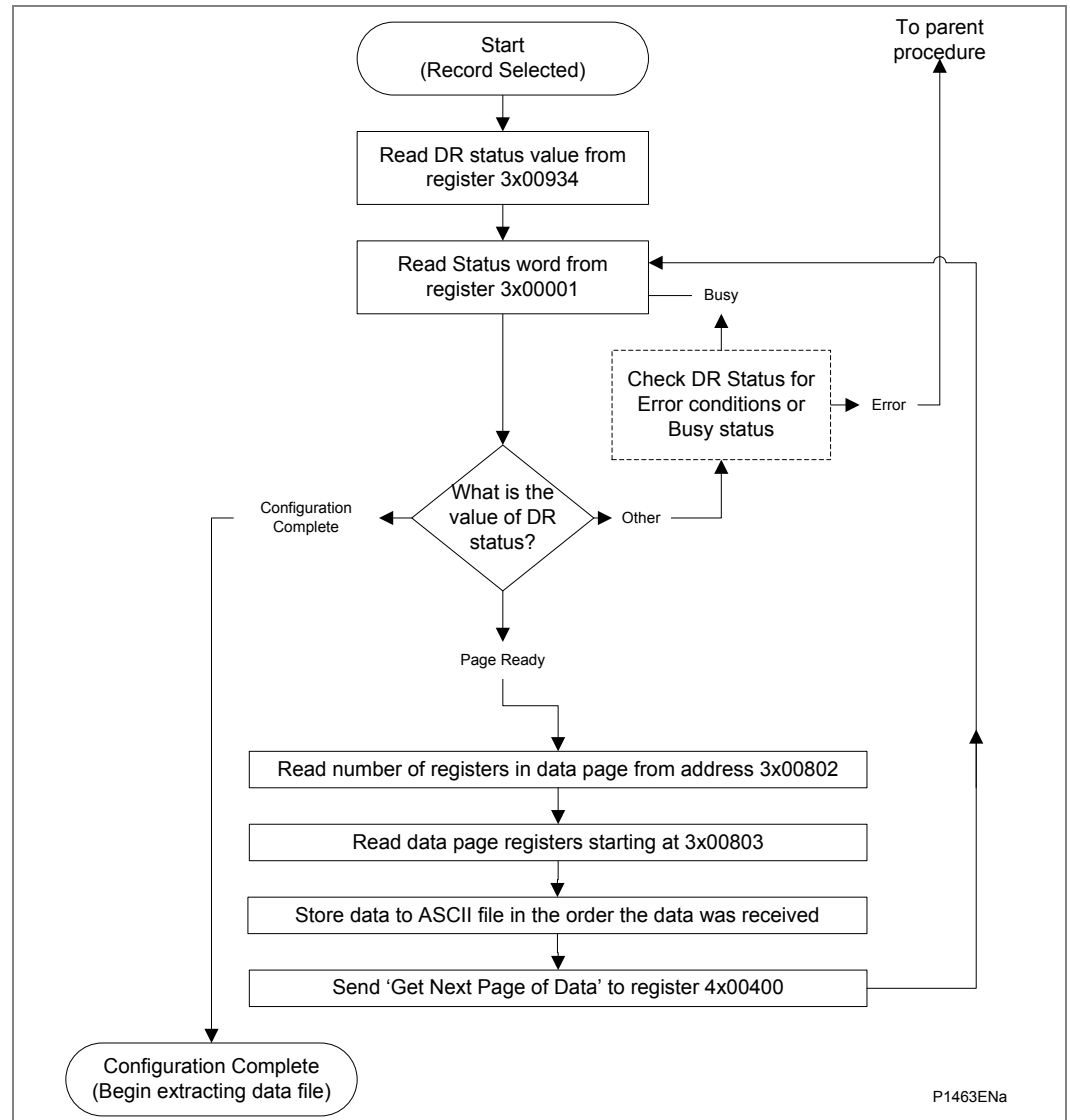 Start
(Record Selected)
To parent
procedure
Read DR status value from
register 3x00934
Read Status word from
register 3x00001
Busy
Check DR Status for
Error conditions or
Busy status
Error
What is the
value of DR
status?
Configuration
Complete
Other
Page Ready
Read number of registers in data page from address 3x00802
Read data page registers starting at 3x00803
Store data to ASCII file in the order the data was received
Send ‘Get Next Page of Data’ to register 4x00400
Configuration Complete
(Begin extracting data file)
P1463ENa